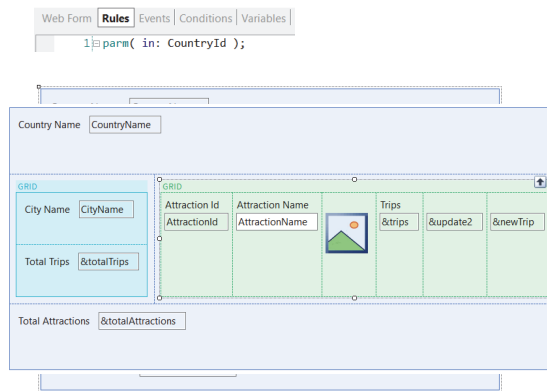 Web Form Rules Events Conditions Variables
1 parm( in: CountryId );
Country Name CountryName
GRID
City Name CityName
Total Trips &totalTrips
GRID
Attraction Id Attraction Name Trips
AttractionId AttractionName &trips &update2 &newTrip
Total Attractions &totalAttractions